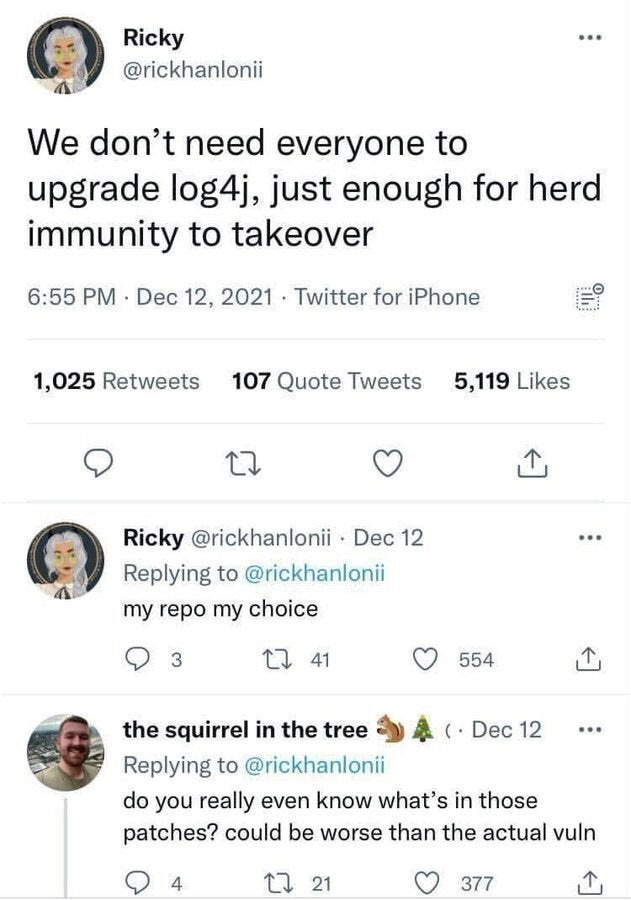 Ricky
@rickhanlonii
We don’t need everyone to
upgrade log4j, just enough for herd
immunity to takeover
6:55 PM · Dec 12, 2021 · Twitter for iPhone
1,025 Retweets 107 Quote Tweets 5,119 Likes
Ricky @rickhanlonii · Dec 12
Replying to @rickhanlonii
my repo my choice
3 41 554
the squirrel in the tree 🐿️🎄 ( · Dec 12
Replying to @rickhanlonii
do you really even know what’s in those
patches? could be worse than the actual vuln
4 21 377